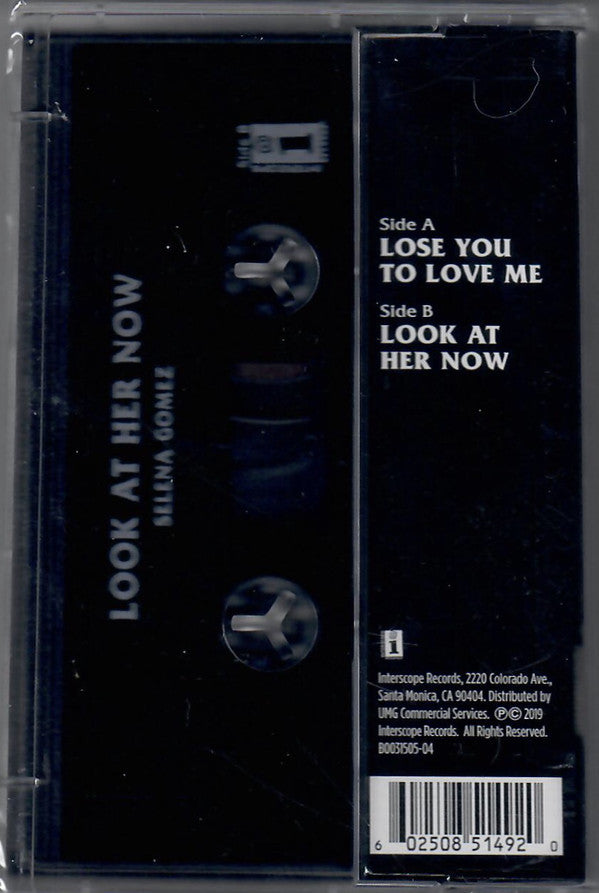 Side A
LOSE YOU
TO LOVE ME
Side B
LOOK AT
HER NOW
LOOK AT HER NOW
SELENA GOMEZ
i
i
Interscope Records, 2220 Colorado Ave.,
Santa Monica, CA 90404. Distributed by
UMG Commercial Services. ℗© 2019
Interscope Records. All Rights Reserved.
B0031505-04
6 02508 51492 0